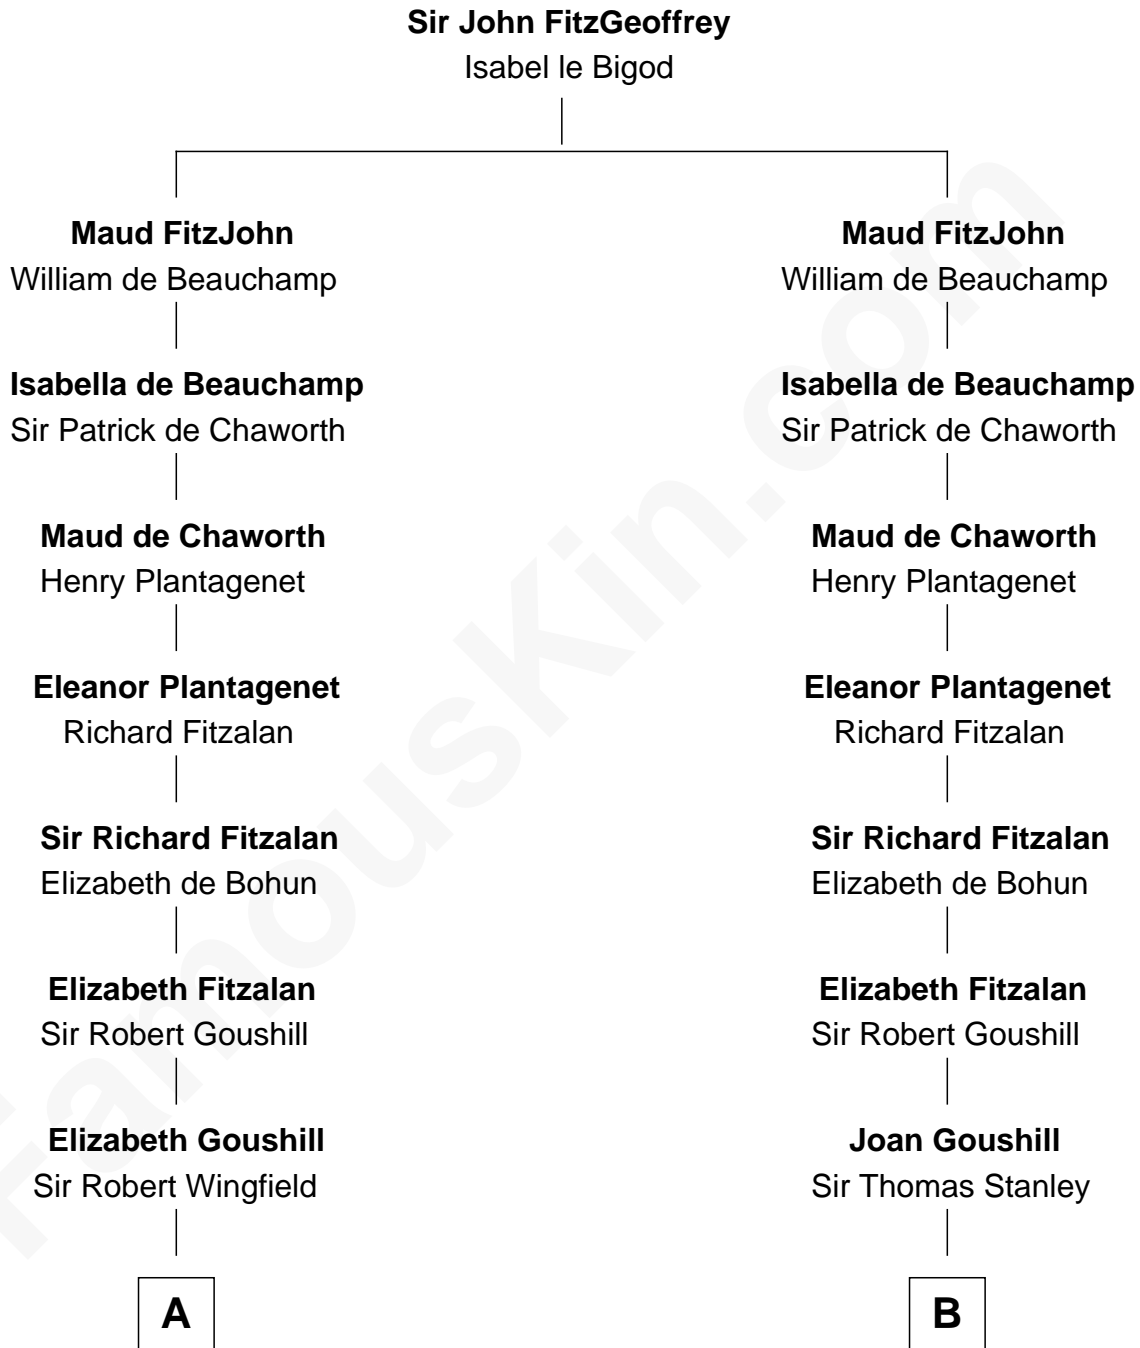 Sir John FitzGeoffrey
Isabel le Bigod
Maud FitzJohn
William de Beauchamp
Isabella de Beauchamp
Sir Patrick de Chaworth
Maud de Chaworth
Henry Plantagenet
Eleanor Plantagenet
Richard Fitzalan
Sir Richard Fitzalan
Elizabeth de Bohun
Elizabeth Fitzalan
Sir Robert Goushill
Elizabeth Goushill
Sir Robert Wingfield
A
Maud FitzJohn
William de Beauchamp
Isabella de Beauchamp
Sir Patrick de Chaworth
Maud de Chaworth
Henry Plantagenet
Eleanor Plantagenet
Richard Fitzalan
Sir Richard Fitzalan
Elizabeth de Bohun
Elizabeth Fitzalan
Sir Robert Goushill
Joan Goushill
Sir Thomas Stanley
B
FamousKin.com